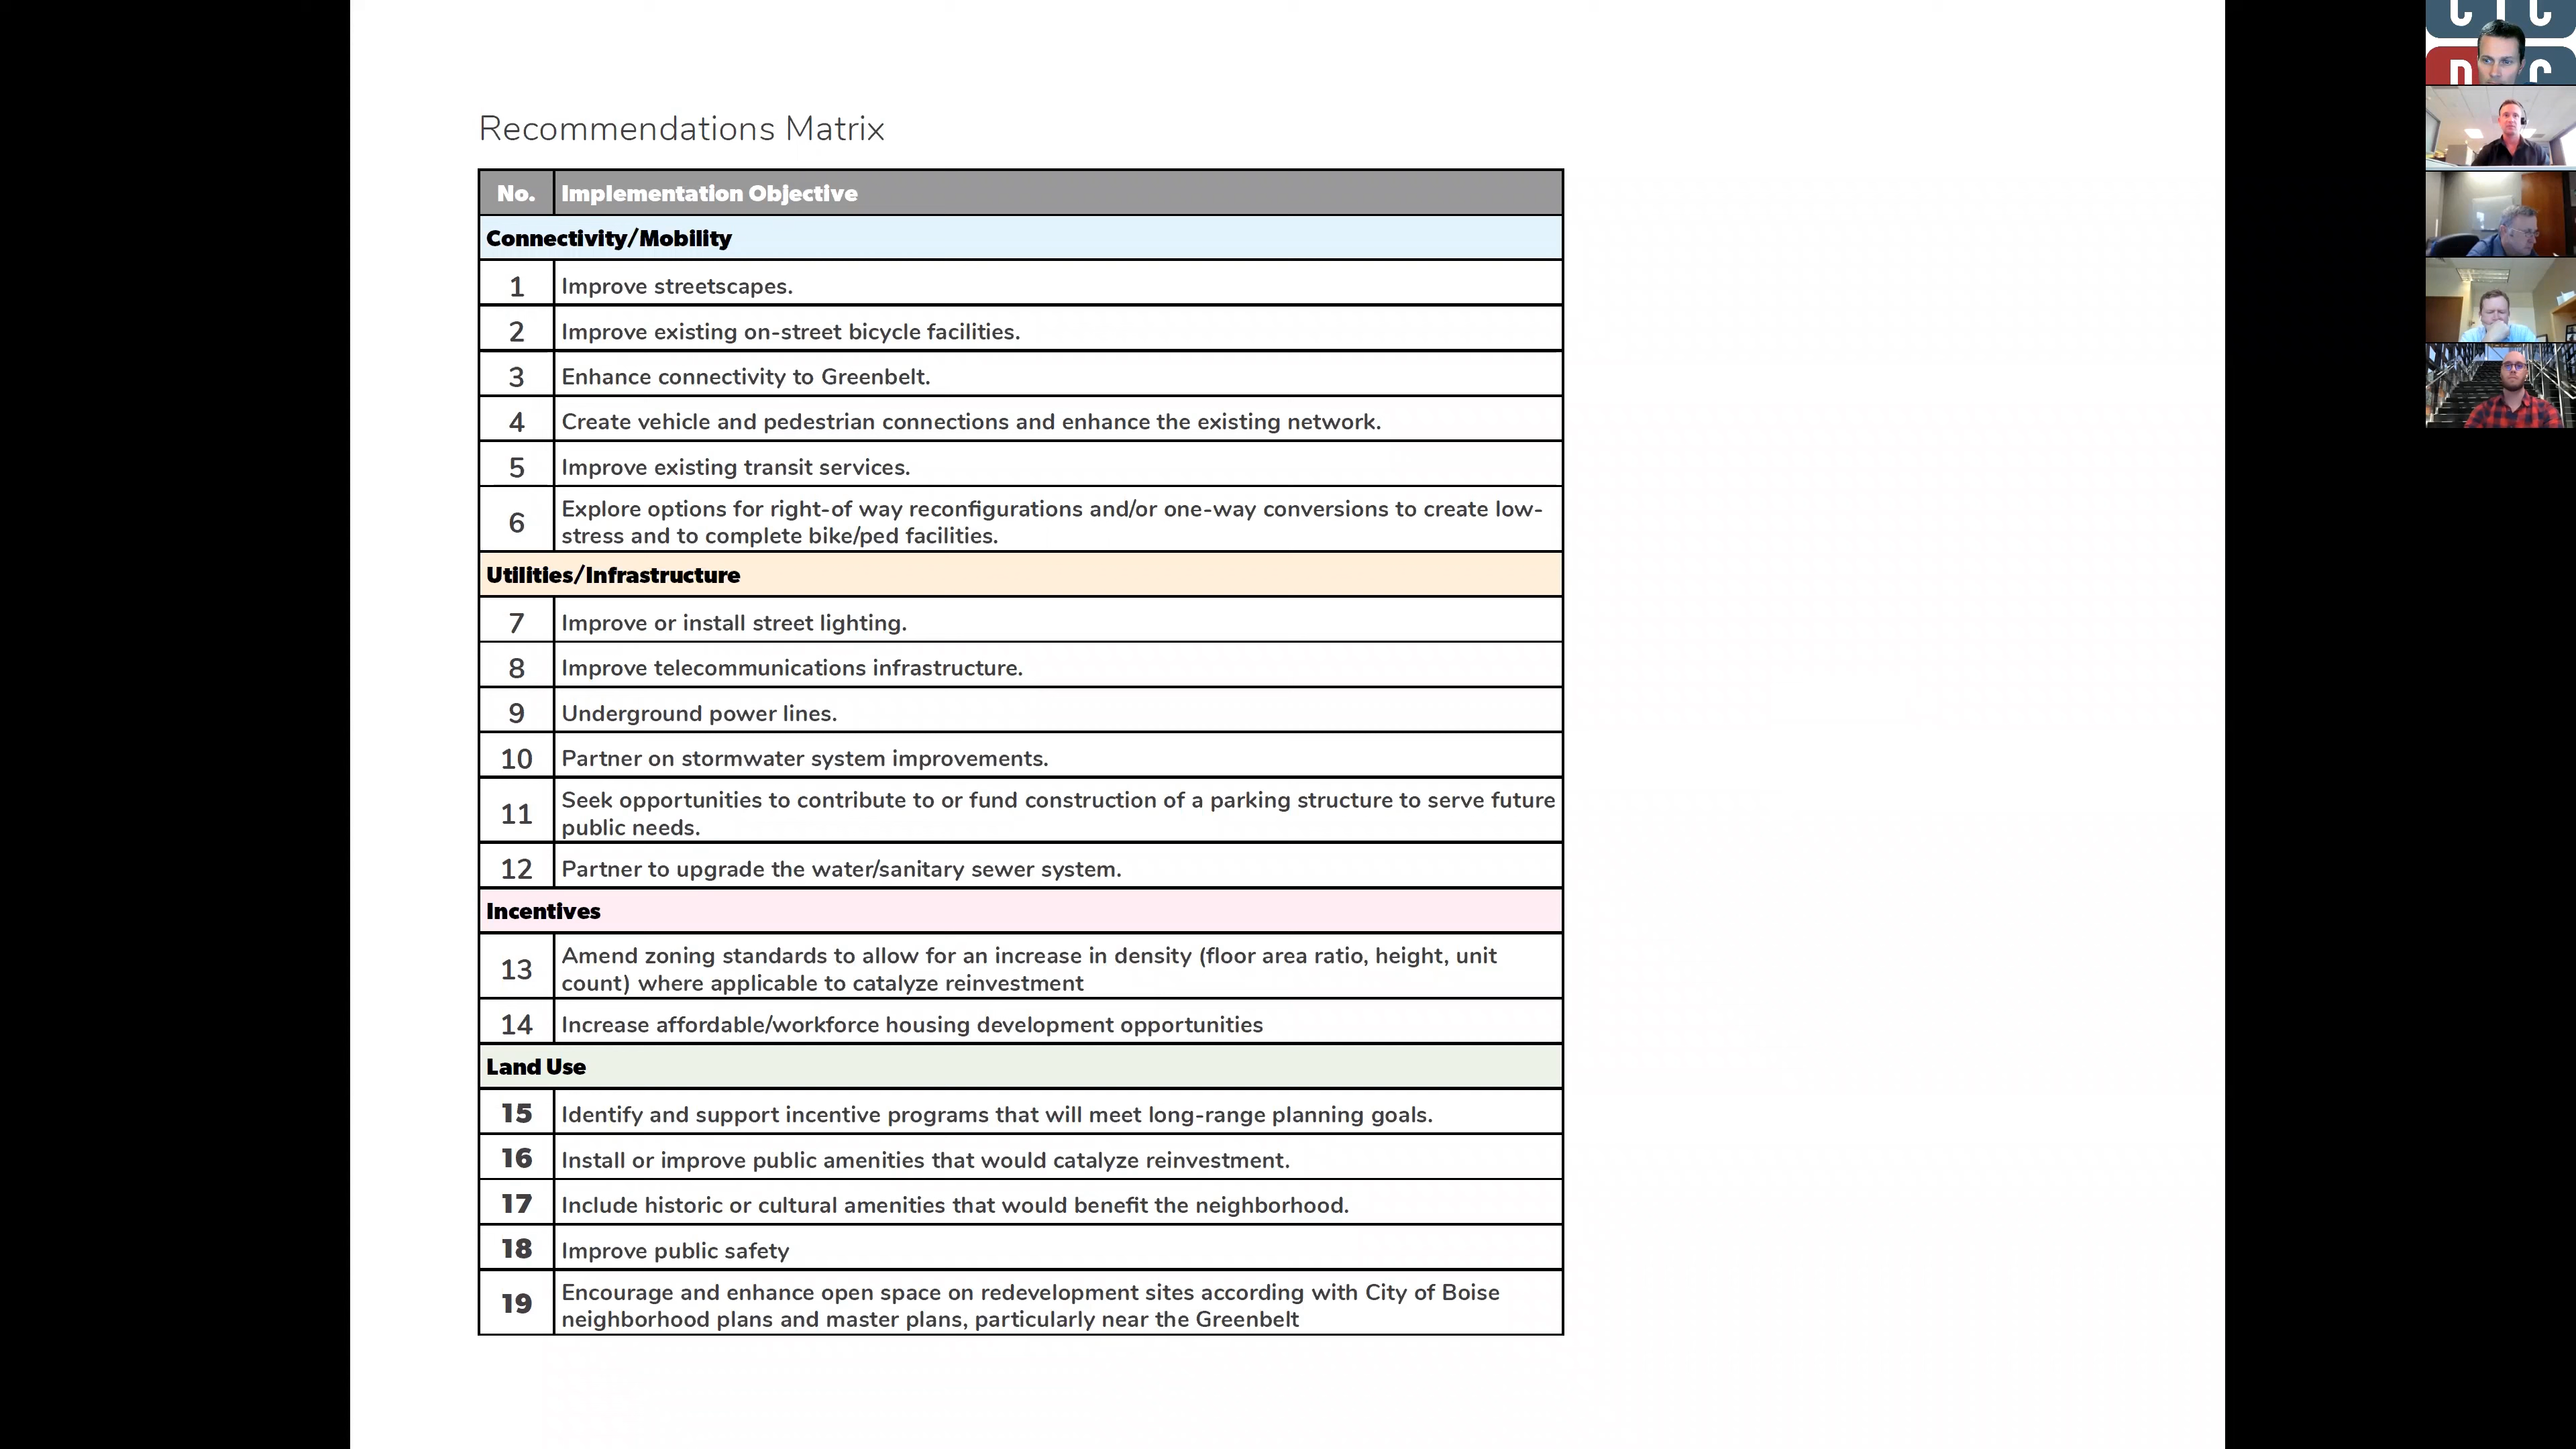 Recommendations Matrix
No. Implementation Objective
Connectivity/Mobility
1 Improve streetscapes.
2 Improve existing on-street bicycle facilities.
3 Enhance connectivity to Greenbelt.
4 Create vehicle and pedestrian connections and enhance the existing network.
5 Improve existing transit services.
6 Explore options for right-of way reconfigurations and/or one-way conversions to create low-
stress and to complete bike/ped facilities.
Utilities/Infrastructure
7 Improve or install street lighting.
8 Improve telecommunications infrastructure.
9 Underground power lines.
10 Partner on stormwater system improvements.
11 Seek opportunities to contribute to or fund construction of a parking structure to serve future
public needs.
12 Partner to upgrade the water/sanitary sewer system.
Incentives
13 Amend zoning standards to allow for an increase in density (floor area ratio, height, unit
count) where applicable to catalyze reinvestment
14 Increase affordable/workforce housing development opportunities
Land Use
15 Identify and support incentive programs that will meet long-range planning goals.
16 Install or improve public amenities that would catalyze reinvestment.
17 Include historic or cultural amenities that would benefit the neighborhood.
18 Improve public safety
19 Encourage and enhance open space on redevelopment sites according with City of Boise
neighborhood plans and master plans, particularly near the Greenbelt